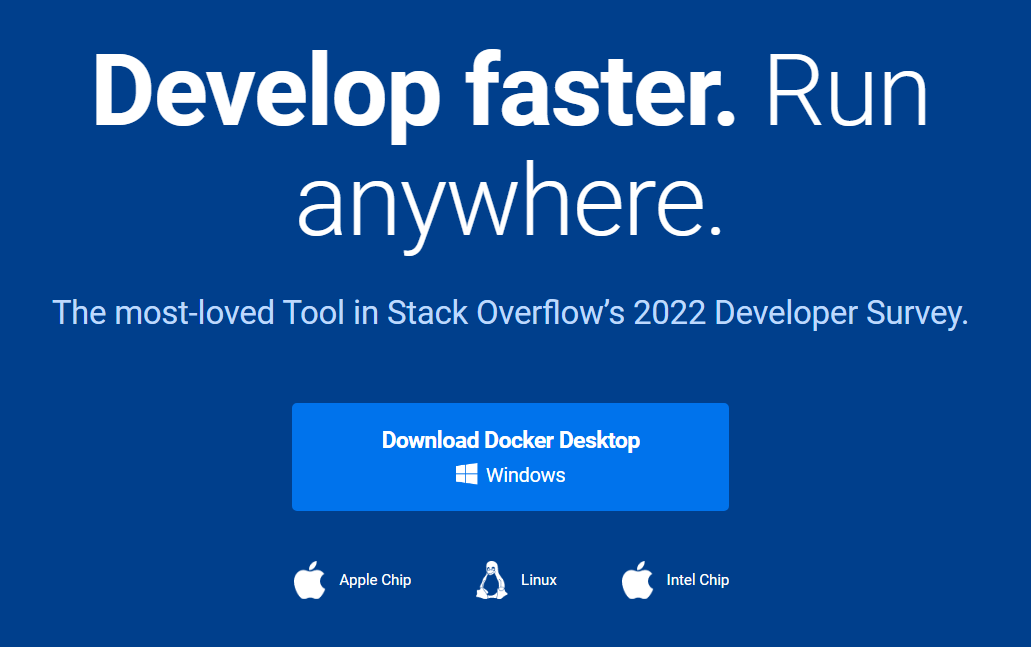 Develop faster. Run
anywhere.
The most-loved Tool in Stack Overflow’s 2022 Developer Survey.
Download Docker Desktop
Windows
Apple Chip
Linux
Intel Chip